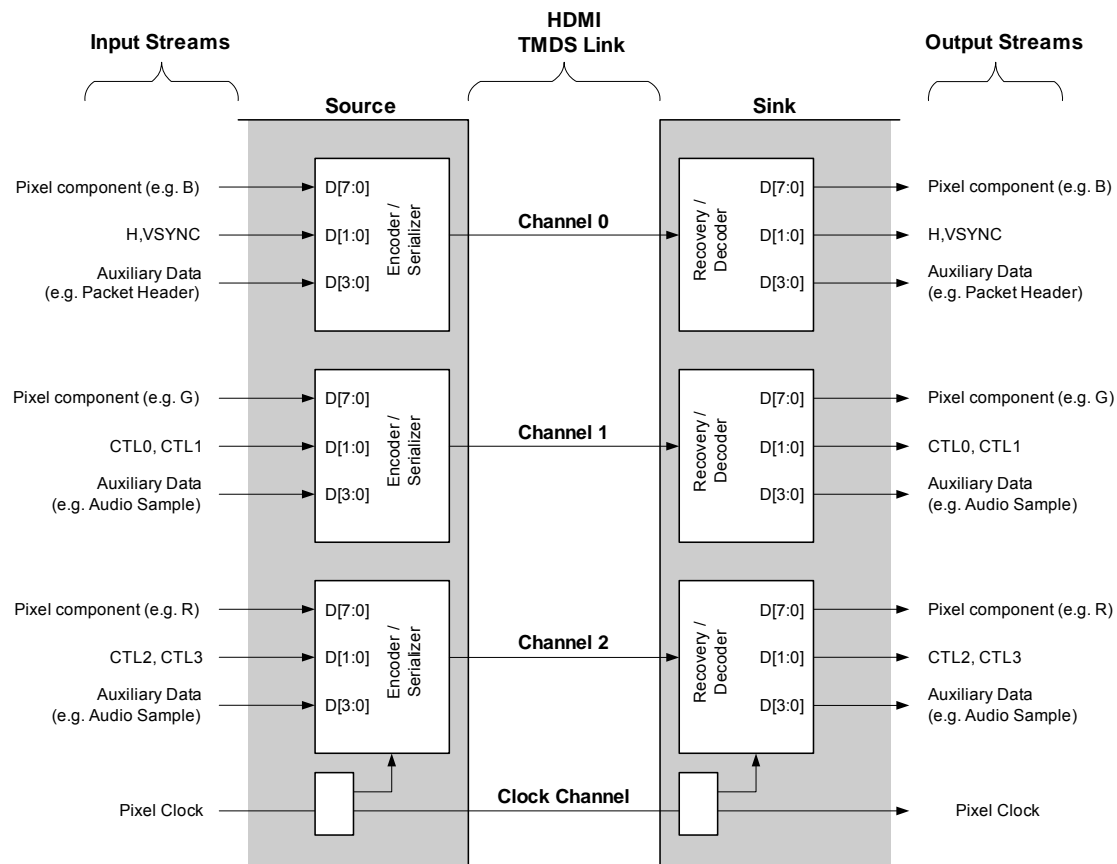 HDMI
TMDS Link
Input Streams
Output Streams
Source
Sink
Pixel component (e.g. B)
H,VSYNC
Auxiliary Data
(e.g. Packet Header)
D[7:0]
D[1:0]
D[3:0]
Encoder /
Serializer
Channel 0
Recovery /
Decoder
D[7:0]
D[1:0]
D[3:0]
Pixel component (e.g. B)
H,VSYNC
Auxiliary Data
(e.g. Packet Header)
Pixel component (e.g. G)
CTL0, CTL1
Auxiliary Data
(e.g. Audio Sample)
D[7:0]
D[1:0]
D[3:0]
Encoder /
Serializer
Channel 1
Recovery /
Decoder
D[7:0]
D[1:0]
D[3:0]
Pixel component (e.g. G)
CTL0, CTL1
Auxiliary Data
(e.g. Audio Sample)
Pixel component (e.g. R)
CTL2, CTL3
Auxiliary Data
(e.g. Audio Sample)
D[7:0]
D[1:0]
D[3:0]
Encoder /
Serializer
Channel 2
Recovery /
Decoder
D[7:0]
D[1:0]
D[3:0]
Pixel component (e.g. R)
CTL2, CTL3
Auxiliary Data
(e.g. Audio Sample)
Pixel Clock
Clock Channel
Pixel Clock